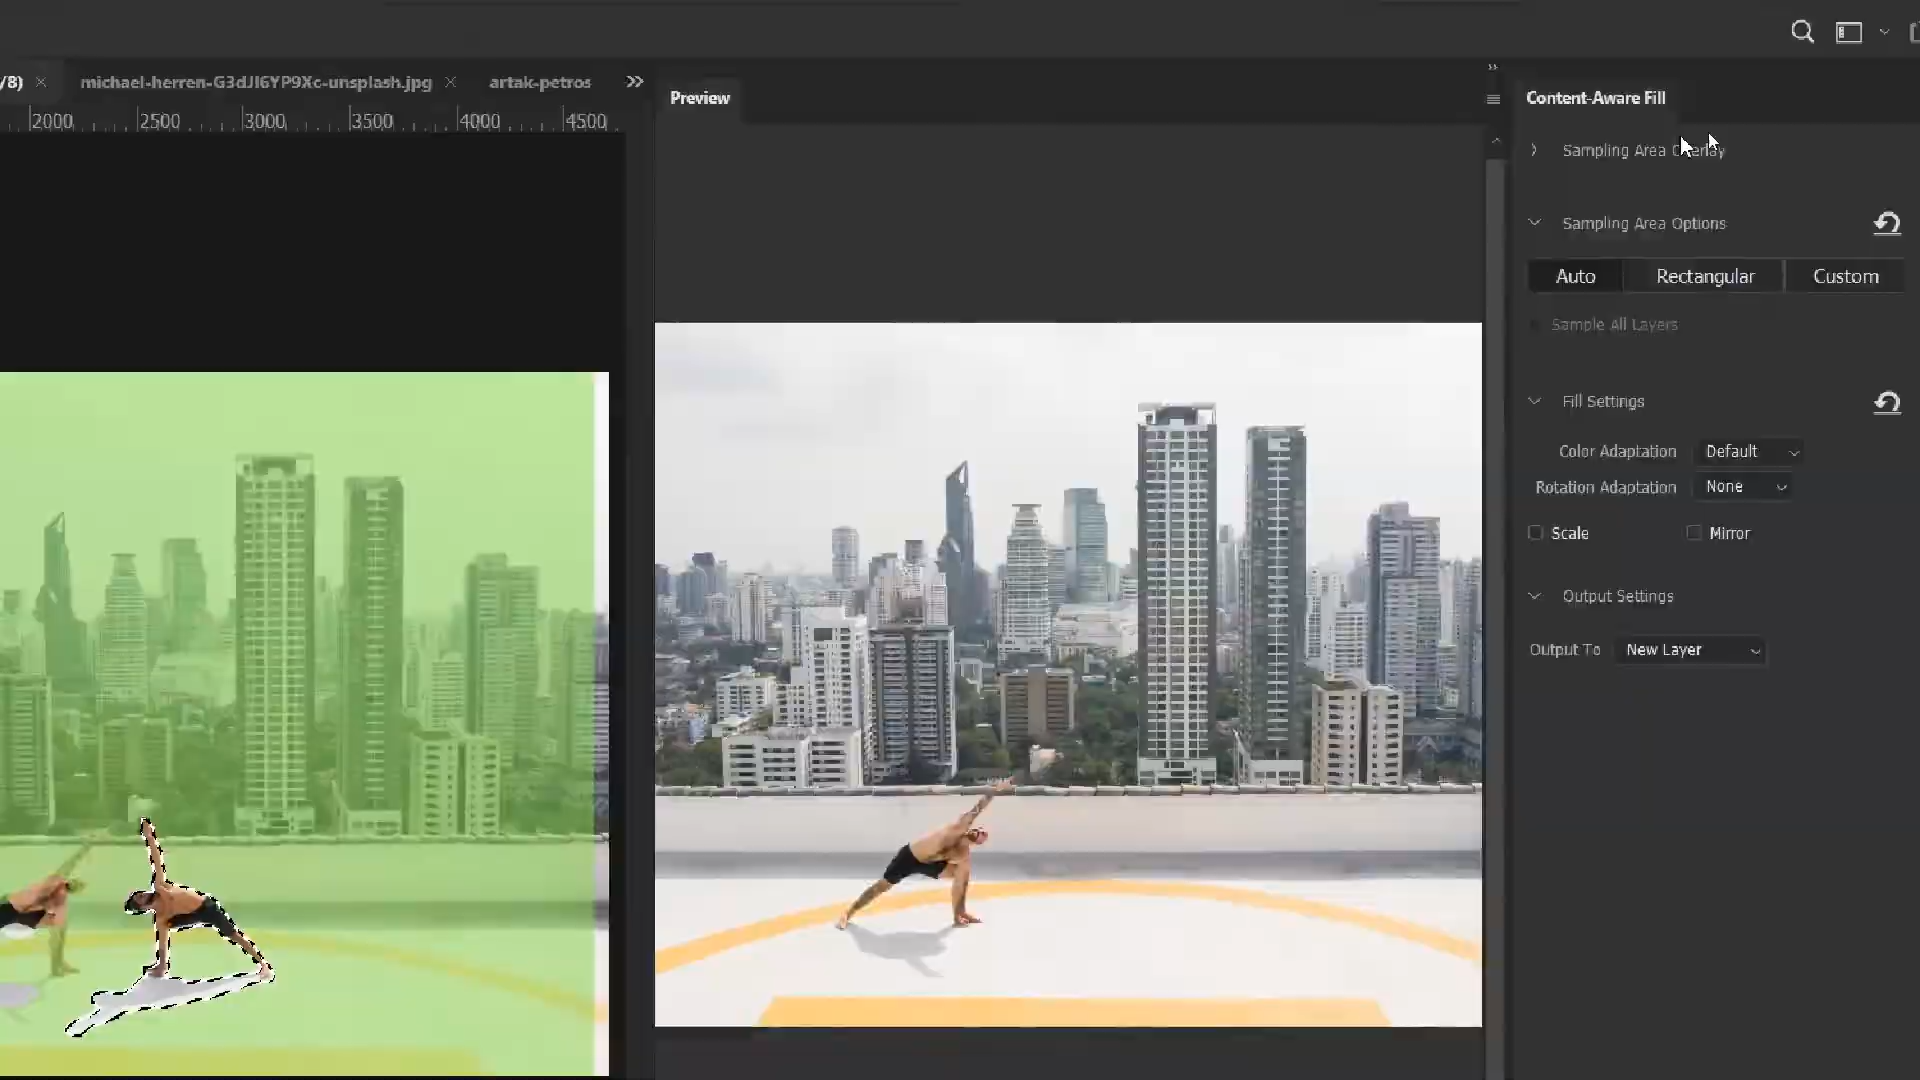 /8)
michael-herren-G3dJI6YP9Xc-unsplash.jpg
artak-petros
2000
2500
3000
3500
4000
4500
Preview
Content-Aware Fill
Sampling Area Overlay
Sampling Area Options
Auto
Rectangular
Custom
Sample All Layers
Fill Settings
Color Adaptation
Default
Rotation Adaptation
None
Scale
Mirror
Output Settings
Output To
New Layer